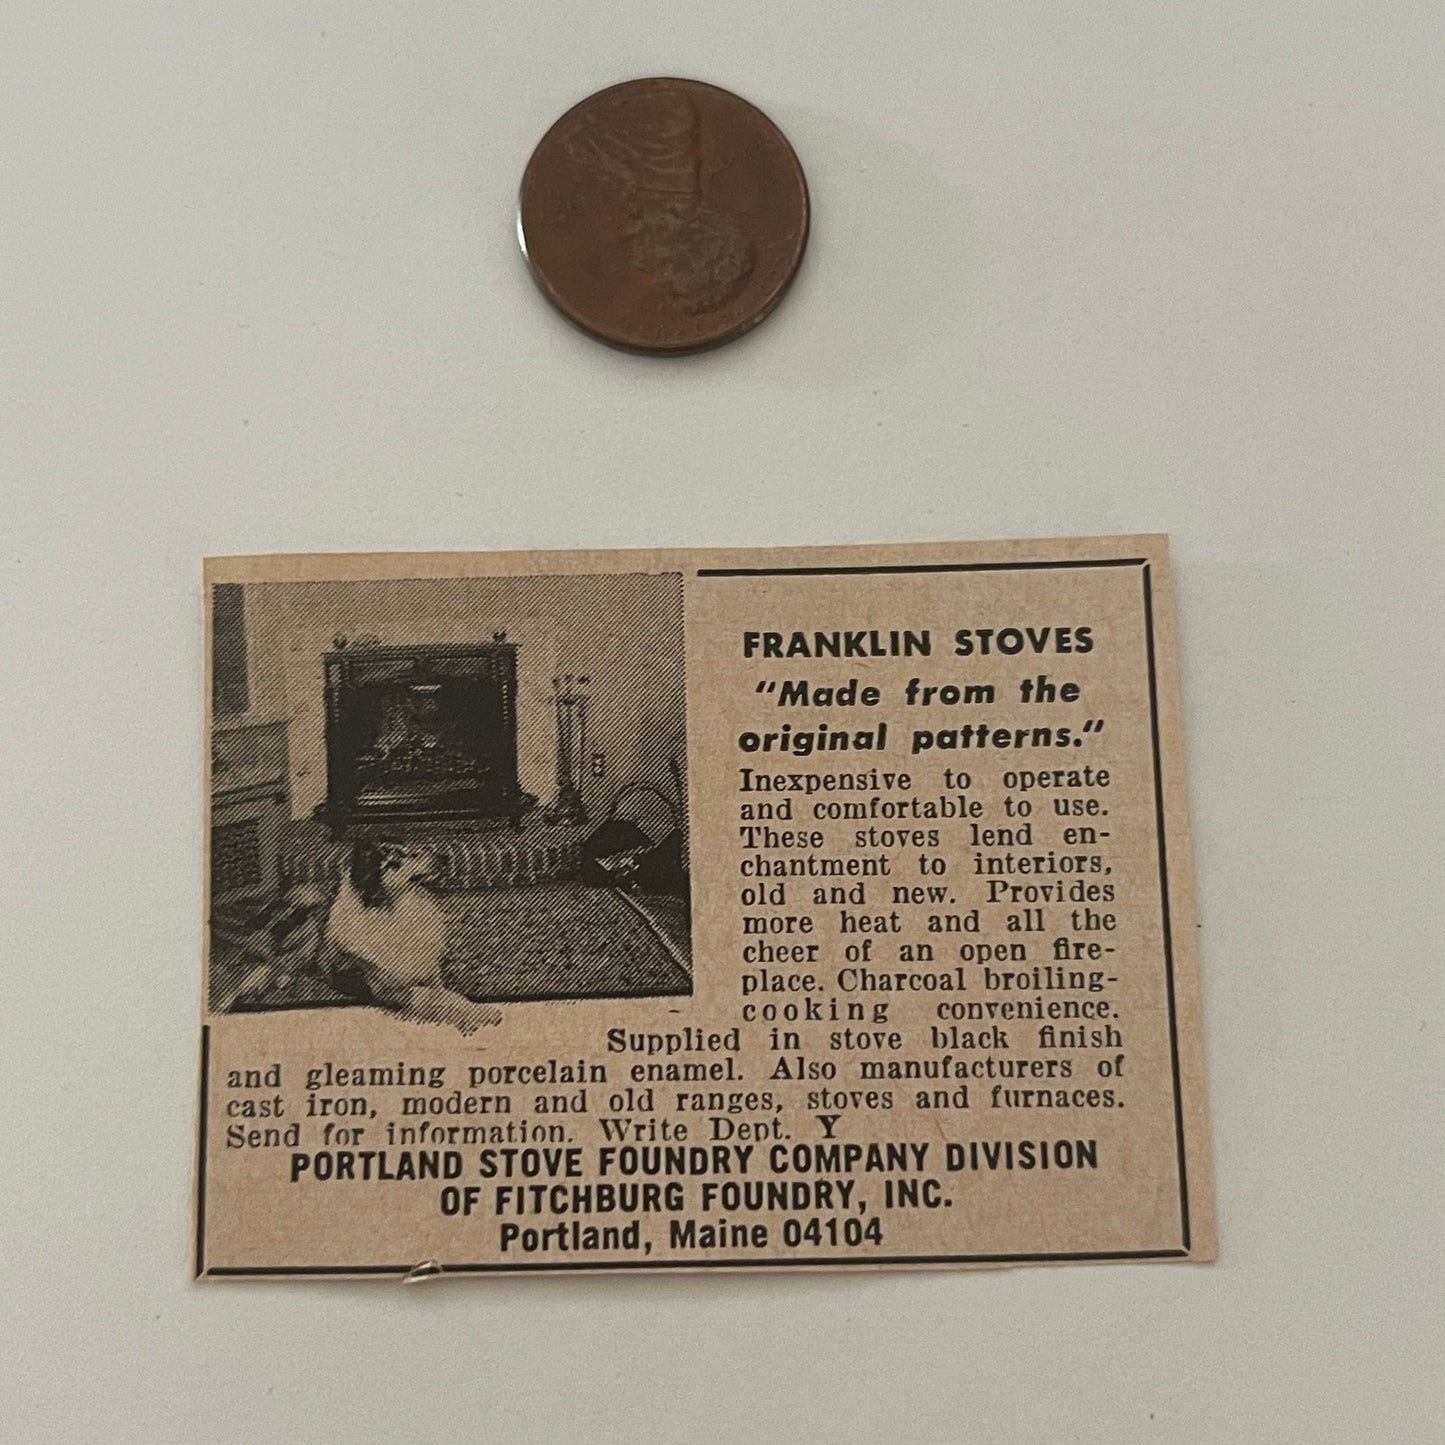 FRANKLIN STOVES
"Made from the
original patterns."
Inexpensive to operate
and comfortable to use.
These stoves lend en-
chantment to interiors,
old and new. Provides
more heat and all the
cheer of an open fire-
place. Charcoal broiling-
cooking convenience.
Supplied in stove black finish
and gleaming porcelain enamel. Also manufacturers of
cast iron, modern and old ranges, stoves and furnaces.
Send for information. Write Dept. Y
PORTLAND STOVE FOUNDRY COMPANY DIVISION
OF FITCHBURG FOUNDRY, INC.
Portland, Maine 04104